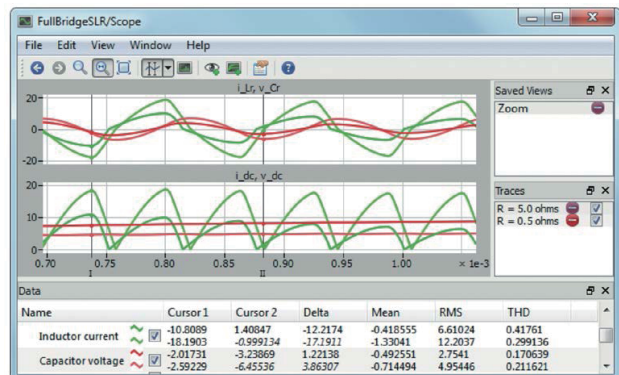 FullBridgeSLR/Scope
File Edit View Window Help
i_Lr, v_Cr
20
0
-20
i_dc, v_dc
20
10
0
0.70 0.75 0.80 0.85 0.90 0.95 1.00 × 1e-3
I II
Saved Views
Zoom
Traces
R = 5.0 ohms
R = 0.5 ohms
Data
Name Cursor 1 Cursor 2 Delta Mean RMS THD
Inductor current -10.8089 1.40847 -12.2174 -0.418555 6.61024 0.41761
-18.1903 -0.999134 -17.1911 -1.33041 12.2037 0.299136
Capacitor voltage -2.01731 -3.23869 1.22138 -0.492551 2.7541 0.170639
-2.59229 -6.45536 3.86307 -0.714494 4.95446 0.211621